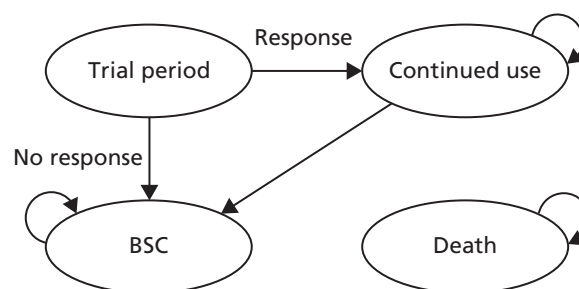 Response
Trial period
Continued use
No response
BSC
Death